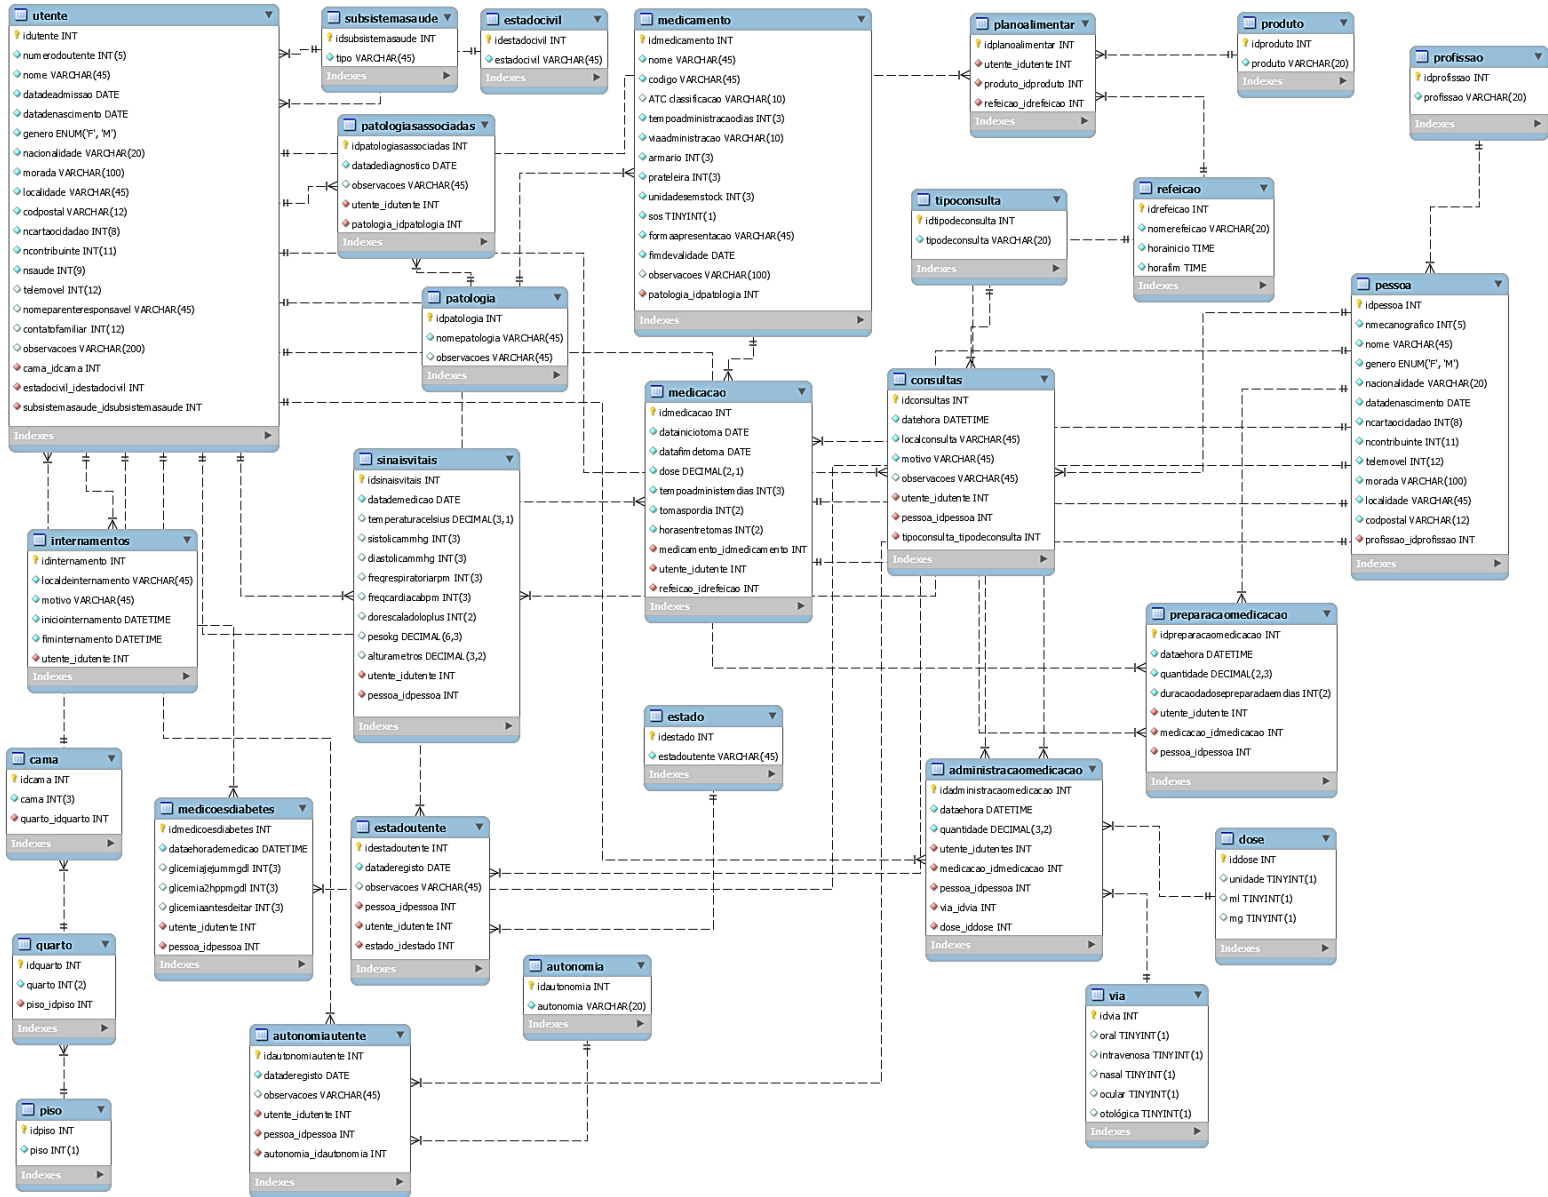 utente
idutente INT
numerodoutente INT(5)
nome VARCHAR(45)
datadeadmissao DATE
datadenascimento DATE
genero ENUM('F', 'M')
nacionalidade VARCHAR(20)
morada VARCHAR(100)
localidade VARCHAR(45)
codpostal VARCHAR(12)
ncartaocidadao INT(8)
ncontribuinte INT(11)
nsaude INT(9)
telemovel INT(12)
nomeparenteresponsavel VARCHAR(45)
contatofamiliar INT(12)
observacoes VARCHAR(200)
cama_idcama INT
estadocivil_idestadocivil INT
subsistemasaude_idsubsistemasaude INT
Indexes
subsistemasaude
idsubsistemasaude INT
tipo VARCHAR(45)
Indexes
estadocivil
idestadocivil INT
estadocivil VARCHAR(45)
Indexes
patologiasassociadas
idpatologiasassociadas INT
datadediagnostico DATE
observacoes VARCHAR(45)
utente_idutente INT
patologia_idpatologia INT
Indexes
patologia
idpatologia INT
nomepatologia VARCHAR(45)
observacoes VARCHAR(45)
Indexes
medicamento
idmedicamento INT
nome VARCHAR(45)
codigo VARCHAR(45)
ATC classificacao VARCHAR(10)
tempoadministracaodias INT(3)
viaadministracao VARCHAR(10)
armario INT(3)
prateleira INT(3)
unidadesemstock INT(3)
sos TINYINT(1)
formaapresentacao VARCHAR(45)
fimdevalidade DATE
observacoes VARCHAR(100)
patologia_idpatologia INT
Indexes
planoalimentar
idplanoalimentar INT
utente_idutente INT
produto_idproduto INT
refeicao_idrefeicao INT
Indexes
produto
idproduto INT
produto VARCHAR(20)
Indexes
profissao
idprofissao INT
profissao VARCHAR(20)
Indexes
tipoconsulta
idtipodeconsulta INT
tipodeconsulta VARCHAR(20)
Indexes
refeicao
idrefeicao INT
nomerefeicao VARCHAR(20)
horainicio TIME
horafim TIME
Indexes
pessoa
idpessoa INT
nmecanografico INT(5)
nome VARCHAR(45)
genero ENUM('F', 'M')
nacionalidade VARCHAR(20)
datadenascimento DATE
ncartaocidadao INT(8)
ncontribuinte INT(11)
telemovel INT(12)
morada VARCHAR(100)
localidade VARCHAR(45)
codpostal VARCHAR(12)
profissao_idprofissao INT
Indexes
medicacao
idmedicacao INT
datainiciotoma DATE
datafimdetoma DATE
dose DECIMAL(2,1)
tempoadministemdias INT(3)
tomaspordia INT(2)
horasentretomas INT(2)
medicamento_idmedicamento INT
utente_idutente INT
refeicao_idrefeicao INT
Indexes
consultas
idconsultas INT
datehora DATETIME
localconsulta VARCHAR(45)
motivo VARCHAR(45)
observacoes VARCHAR(45)
utente_idutente INT
pessoa_idpessoa INT
tipoconsulta_tipodeconsulta INT
Indexes
sinaisvitais
idsinaisvitais INT
datademedicao DATE
temperaturacelsius DECIMAL(3,1)
sistolicammhg INT(3)
diastolicammhg INT(3)
freqrespiratoriarpm INT(3)
freqcardiacabpm INT(3)
dorescaladoloplus INT(2)
pesokg DECIMAL(6,3)
alturametros DECIMAL(3,2)
utente_idutente INT
pessoa_idpessoa INT
Indexes
internamentos
idinternamento INT
localdeinternamento VARCHAR(45)
motivo VARCHAR(45)
iniciointernamento DATETIME
fiminternamento DATETIME
utente_idutente INT
Indexes
preparacaomedicacao
idpreparacaomedicacao INT
dataehora DATETIME
quantidade DECIMAL(2,3)
duracaodadosepreparadaemdias INT(2)
utente_idutente INT
medicacao_idmedicacao INT
pessoa_idpessoa INT
Indexes
estado
idestado INT
estadoutente VARCHAR(45)
Indexes
cama
idcama INT
cama INT(3)
quarto_idquarto INT
Indexes
medicoesdiabetes
idmedicoesdiabetes INT
dataehorademedicao DATETIME
glicemiajejummgdl INT(3)
glicemia2hppmgdl INT(3)
glicemiaantesdeitar INT(3)
utente_idutente INT
pessoa_idpessoa INT
Indexes
estadoutente
idestadoutente INT
dataderegisto DATE
observacoes VARCHAR(45)
pessoa_idpessoa INT
utente_idutente INT
estado_idestado INT
Indexes
administracaomedicacao
idadministracaomedicacao INT
dataehora DATETIME
quantidade DECIMAL(3,2)
utente_idutentes INT
medicacao_idmedicacao INT
pessoa_idpessoa INT
via_idvia INT
dose_iddose INT
Indexes
dose
iddose INT
unidade TINYINT(1)
ml TINYINT(1)
mg TINYINT(1)
Indexes
quarto
idquarto INT
quarto INT(2)
piso_idpiso INT
Indexes
autonomia
idautonomia INT
autonomia VARCHAR(20)
Indexes
via
idvia INT
oral TINYINT(1)
intravenosa TINYINT(1)
nasal TINYINT(1)
ocular TINYINT(1)
otológica TINYINT(1)
Indexes
autonomiautente
idautonomiautente INT
dataderegisto DATE
observacoes VARCHAR(45)
utente_idutente INT
pessoa_idpessoa INT
autonomia_idautonomia INT
Indexes
piso
idpiso INT
piso INT(1)
Indexes